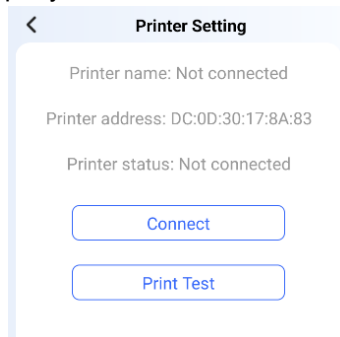 Printer Setting
Printer name: Not connected
Printer address: DC:0D:30:17:8A:83
Printer status: Not connected
Connect
Print Test